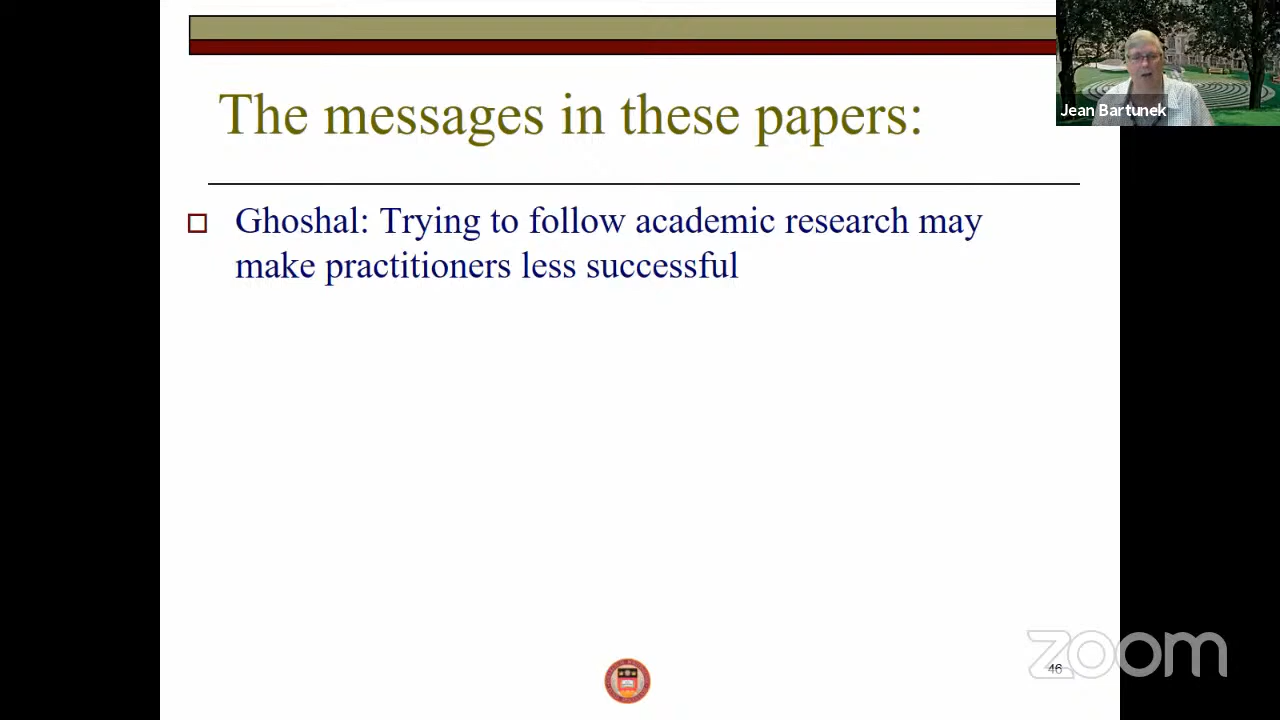 The messages in these papers:
Jean Bartunek
Ghoshal: Trying to follow academic research may
make practitioners less successful
zoom
46